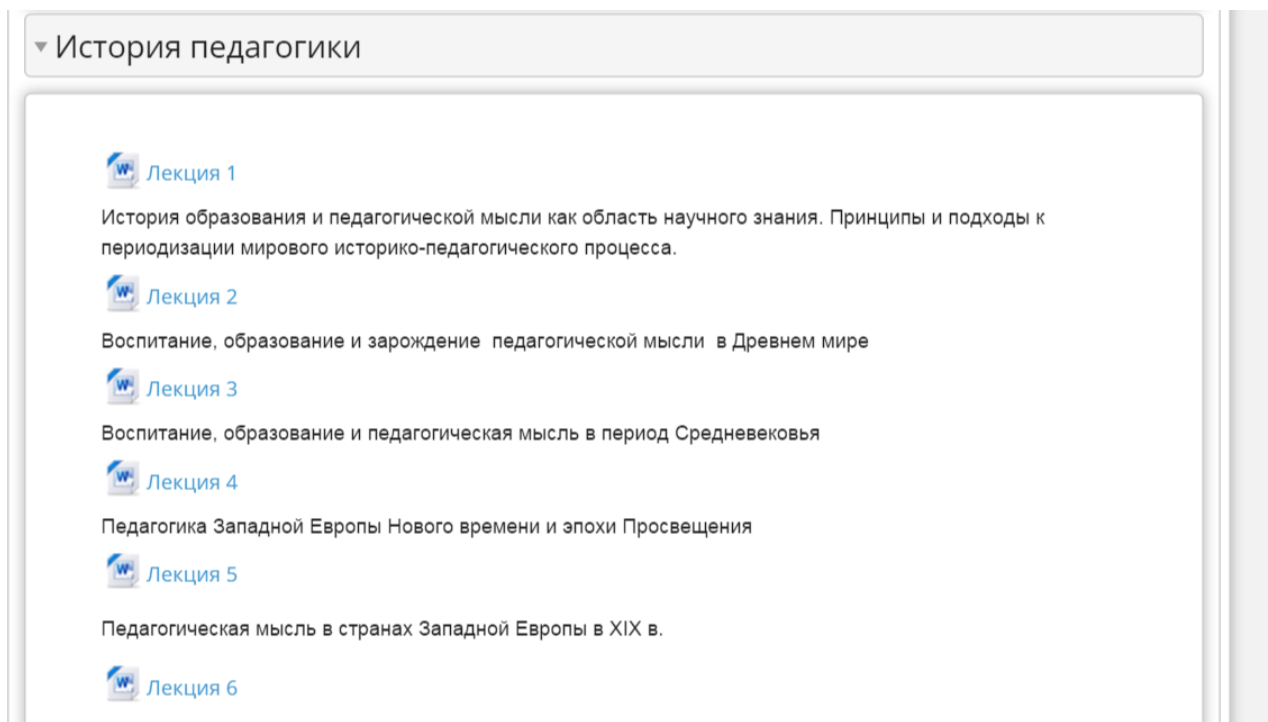 История педагогики
Лекция 1
История образования и педагогической мысли как область научного знания. Принципы и подходы к
периодизации мирового историко-педагогического процесса.
Лекция 2
Воспитание, образование и зарождение  педагогической мысли  в Древнем мире
Лекция 3
Воспитание, образование и педагогическая мысль в период Средневековья
Лекция 4
Педагогика Западной Европы Нового времени и эпохи Просвещения
Лекция 5
Педагогическая мысль в странах Западной Европы в XIX в.
Лекция 6